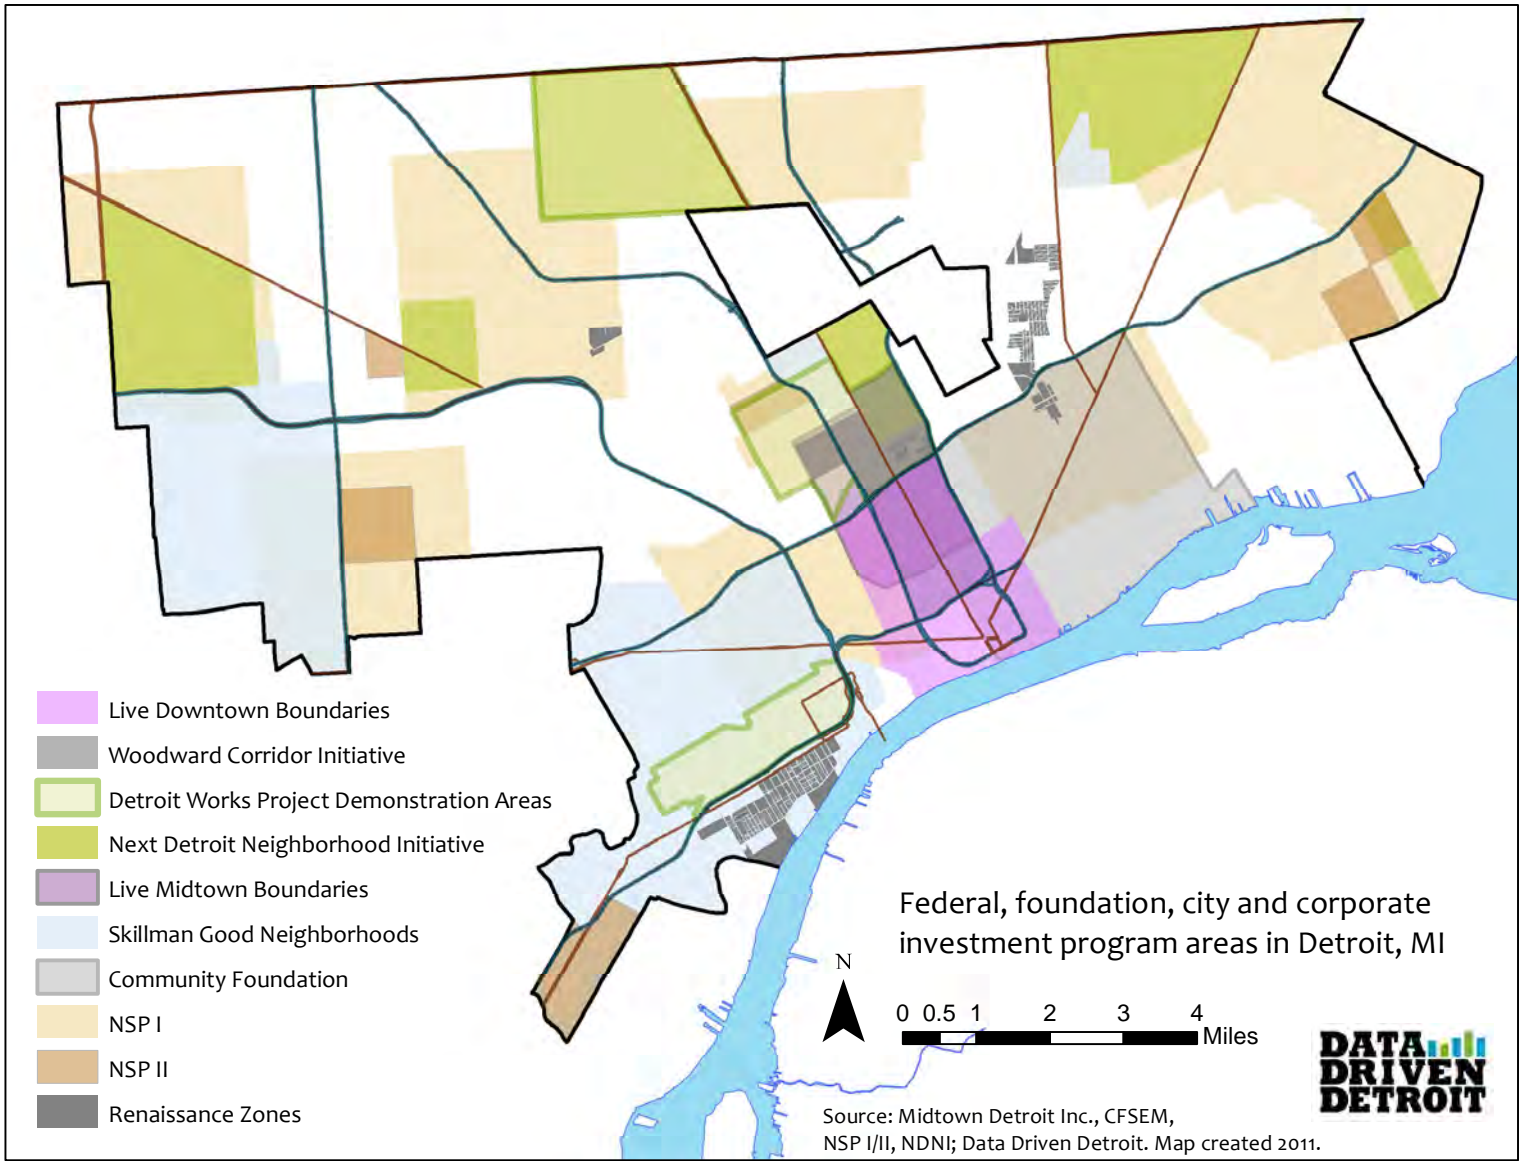 Live Downtown Boundaries
Woodward Corridor Initiative
Detroit Works Project Demonstration Areas
Next Detroit Neighborhood Initiative
Live Midtown Boundaries
Skillman Good Neighborhoods
Community Foundation
NSP I
NSP II
Renaissance Zones
Federal, foundation, city and corporate
investment program areas in Detroit, MI
N
0 0.5 1 2 3 4
Miles
DATA
DRIVEN
DETROIT
Source: Midtown Detroit Inc., CFSEM,
NSP I/II, NDNI; Data Driven Detroit. Map created 2011.